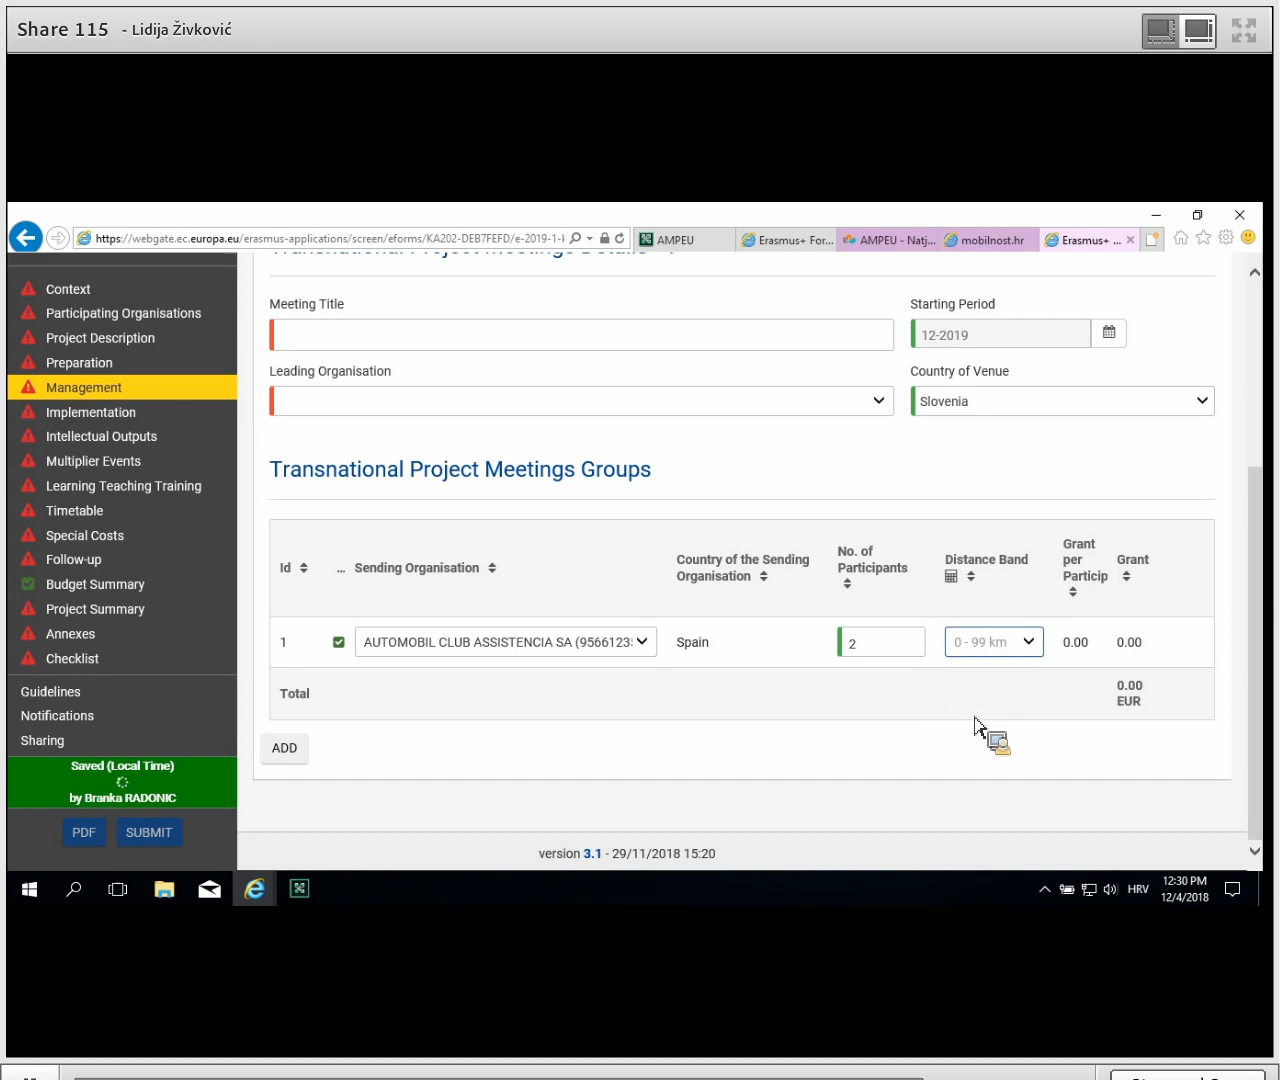 Share 115 - Lidija Živković
https://webgate.ec.europa.eu/erasmus-applications/screen/eforms/KA202-DEB7FEFD/e-2019-1-
AMPEU
Erasmus+ For...
AMPEU - Natj...
mobilnost.hr
Erasmus+ ...
Context
Participating Organisations
Project Description
Preparation
Management
Implementation
Intellectual Outputs
Multiplier Events
Learning Teaching Training
Timetable
Special Costs
Follow-up
Budget Summary
Project Summary
Annexes
Checklist
Guidelines
Notifications
Sharing
Saved (Local Time)
by Branka RADONIC
PDF SUBMIT
Transnational Project Meetings Details
Meeting Title
Starting Period
12-2019
Leading Organisation
Country of Venue
Slovenia
Transnational Project Meetings Groups
Id
...
Sending Organisation
Country of the Sending
Organisation
No. of
Participants
Distance Band
Grant
per
Particip
Grant
1
AUTOMOBIL CLUB ASSISTENCIA SA (9566123
Spain
2
0 - 99 km
0.00
0.00
Total
0.00
EUR
ADD
version 3.1 - 29/11/2018 15:20
HRV
12:30 PM
12/4/2018